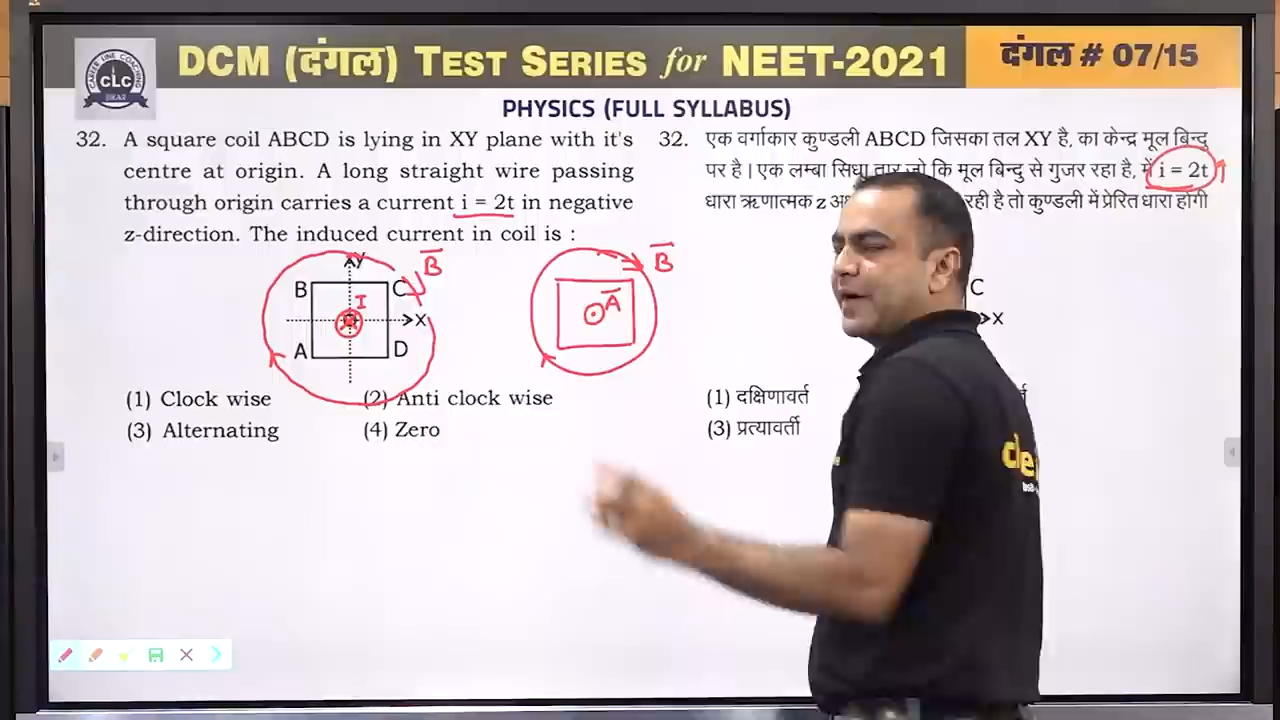 DCM (दंगल) TEST SERIES for NEET-2021
दंगल # 07/15
CLC
PHYSICS (FULL SYLLABUS)
32. A square coil ABCD is lying in XY plane with it's
centre at origin. A long straight wire passing
through origin carries a current i = 2t in negative
z-direction. The induced current in coil is :
Y
B C
I
X
A D
B
A
B
(1) Clock wise (2) Anti clock wise
(3) Alternating (4) Zero
32. एक वर्गाकार कुण्डली ABCD जिसका तल XY है, का केन्द्र मूल बिन्दु
पर है। एक लम्बा सिधा तार जो कि मूल बिन्दु से गुजर रहा है, में i = 2t
धारा ऋणात्मक z रही है तो कुण्डली में प्रेरित धारा होगी
C
X
(1) दक्षिणावर्त
(3) प्रत्यावर्ती